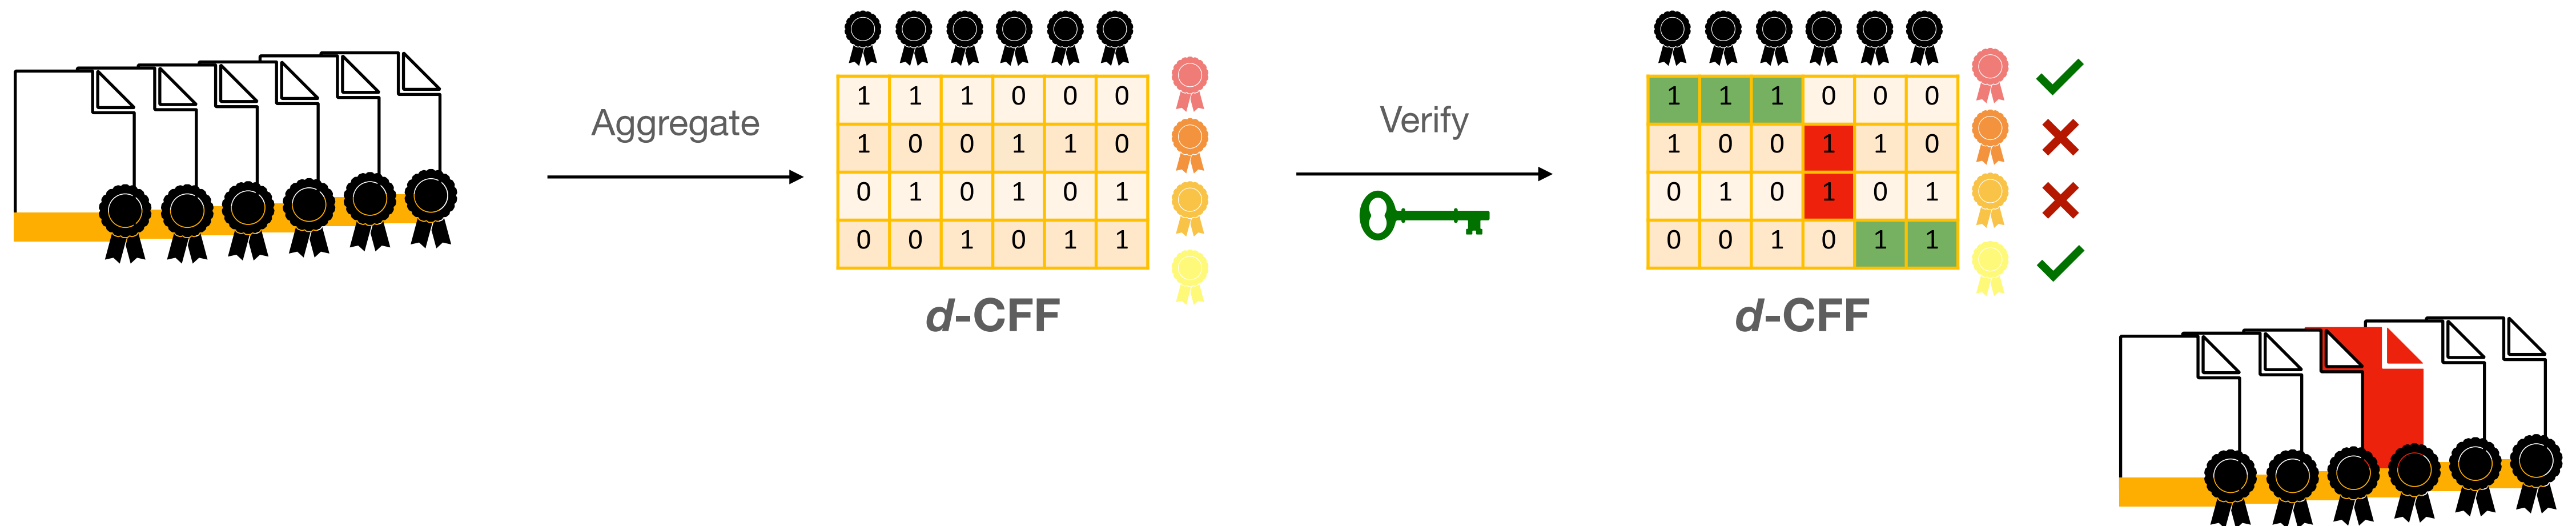 Aggregate
1 1 1 0 0 0
1 0 0 1 1 0
0 1 0 1 0 1
0 0 1 0 1 1
d-CFF
Verify
1 1 1 0 0 0
1 0 0 1 1 0
0 1 0 1 0 1
0 0 1 0 1 1
d-CFF